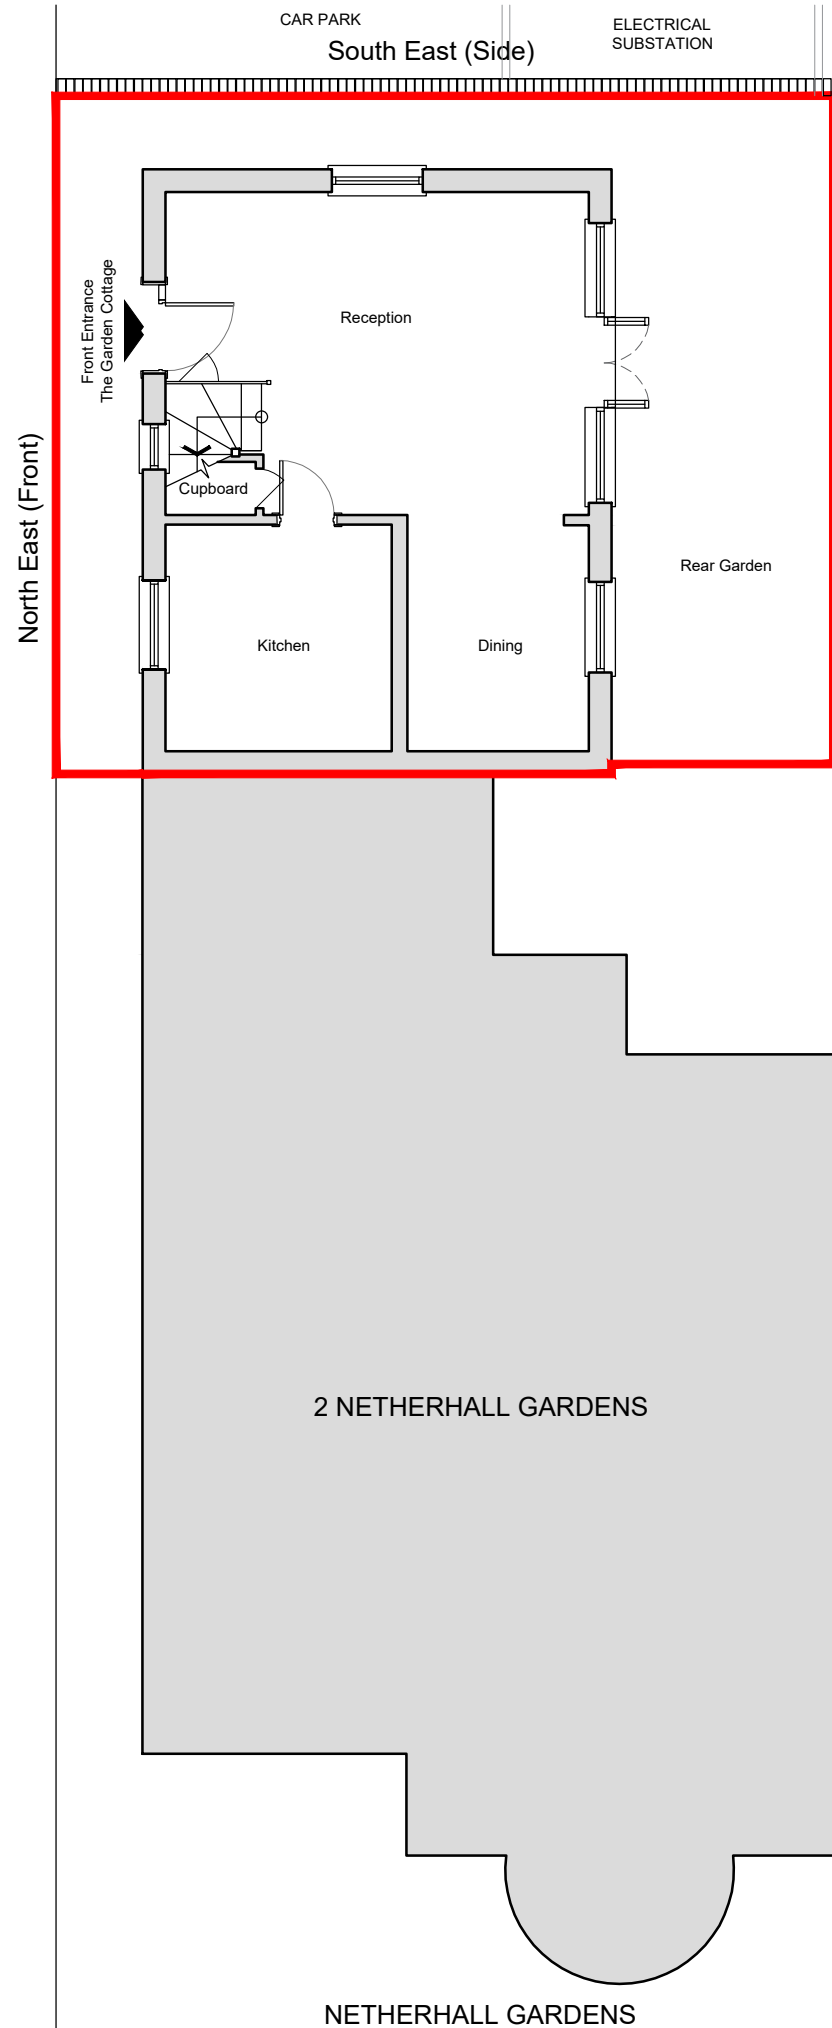 CAR PARK
ELECTRICAL
SUBSTATION
South East (Side)
Front Entrance
The Garden Cottage
Reception
North East (Front)
Cupboard
Rear Garden
Kitchen
Dining
2 NETHERHALL GARDENS
NETHERHALL GARDENS